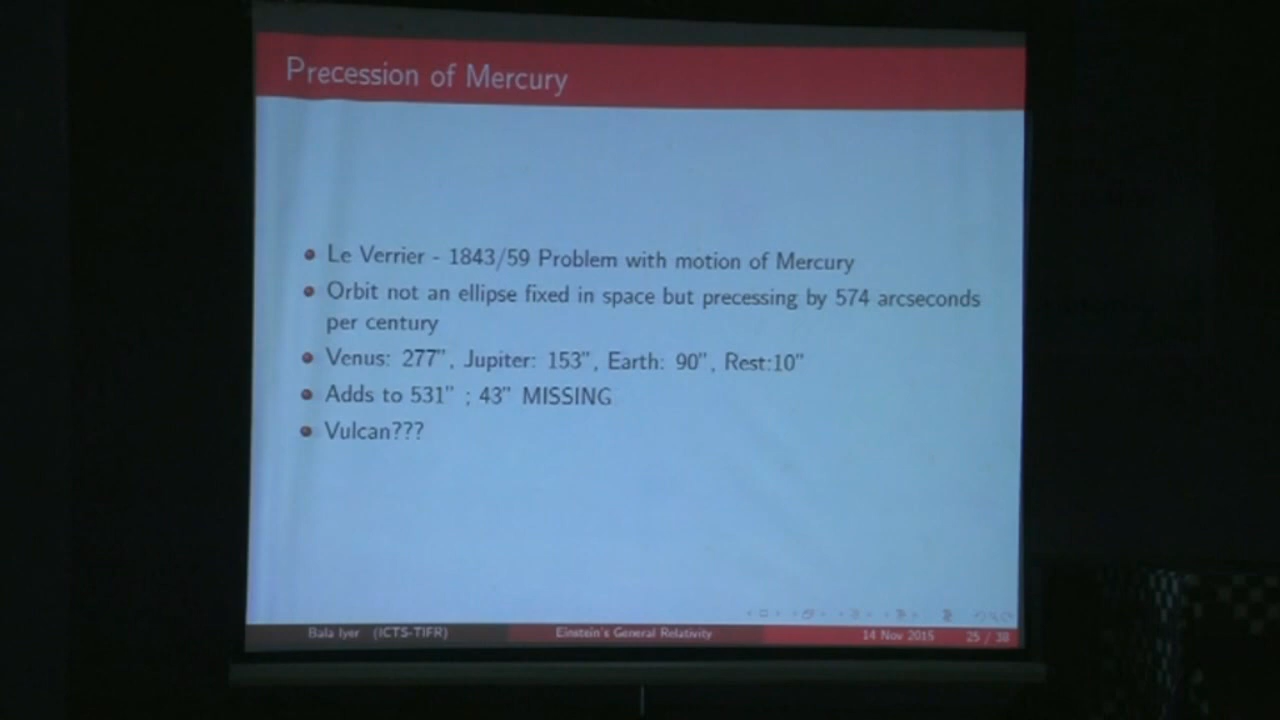 Precession of Mercury
Le Verrier - 1843/59 Problem with motion of Mercury
Orbit not an ellipse fixed in space but precessing by 574 arcseconds
per century
Venus: 277", Jupiter: 153", Earth: 90", Rest:10"
Adds to 531" ; 43" MISSING
Vulcan???
Bala Iyer (ICTS-TIFR) Einstein's General Relativity 14 Nov 2015 25 / 38